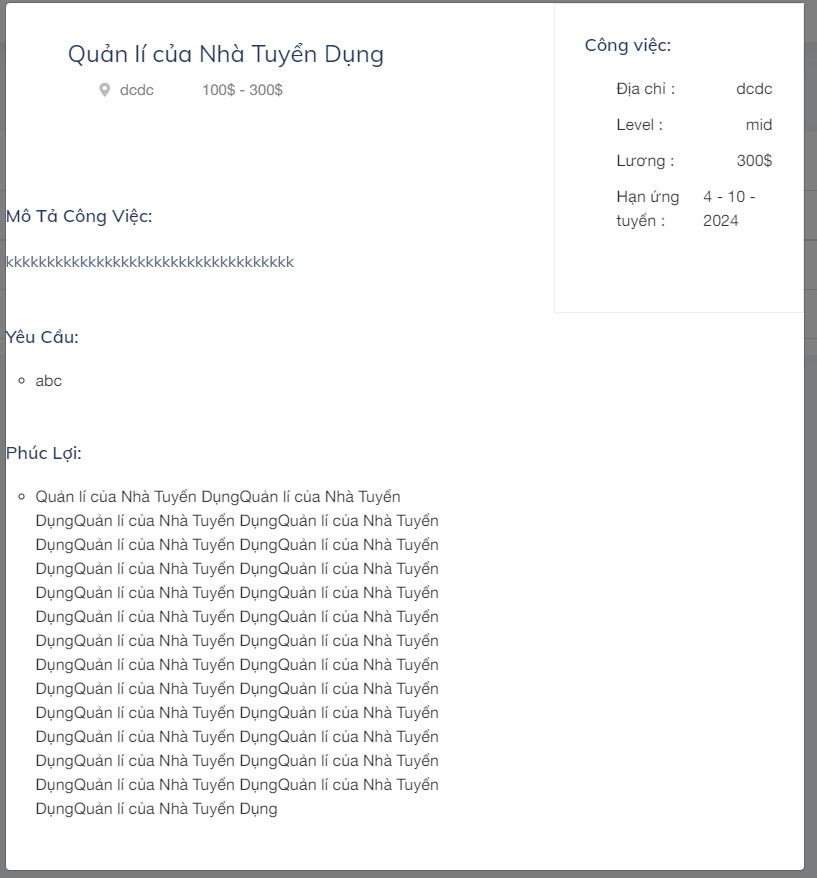 Quản lí của Nhà Tuyển Dụng
dcdc 100$ - 300$
Mô Tả Công Việc:
kkkkkkkkkkkkkkkkkkkkkkkkkkkkkkkkkkk
Yêu Cầu:
abc
Phúc Lợi:
Quản lí của Nhà Tuyển DụngQuản lí của Nhà Tuyển
DụngQuản lí của Nhà Tuyển DụngQuản lí của Nhà Tuyển
DụngQuản lí của Nhà Tuyển DụngQuản lí của Nhà Tuyển
DụngQuản lí của Nhà Tuyển DụngQuản lí của Nhà Tuyển
DụngQuản lí của Nhà Tuyển DụngQuản lí của Nhà Tuyển
DụngQuản lí của Nhà Tuyển DụngQuản lí của Nhà Tuyển
DụngQuản lí của Nhà Tuyển DụngQuản lí của Nhà Tuyển
DụngQuản lí của Nhà Tuyển DụngQuản lí của Nhà Tuyển
DụngQuản lí của Nhà Tuyển DụngQuản lí của Nhà Tuyển
DụngQuản lí của Nhà Tuyển DụngQuản lí của Nhà Tuyển
DụngQuản lí của Nhà Tuyển DụngQuản lí của Nhà Tuyển
DụngQuản lí của Nhà Tuyển DụngQuản lí của Nhà Tuyển
DụngQuản lí của Nhà Tuyển DụngQuản lí của Nhà Tuyển
DụngQuản lí của Nhà Tuyển Dụng
Công việc:
Địa chỉ : dcdc
Level : mid
Lương : 300$
Hạn ứng 4 - 10 -
tuyển : 2024